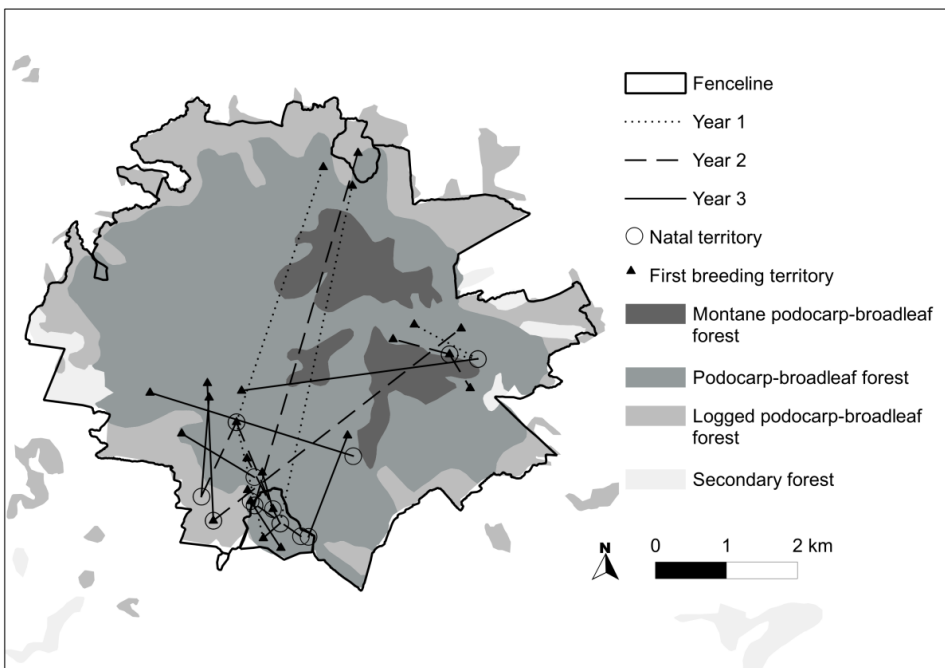 Fenceline
Year 1
Year 2
Year 3
Natal territory
First breeding territory
Montane podocarp-broadleaf
forest
Podocarp-broadleaf forest
Logged podocarp-broadleaf
forest
Secondary forest
N
0 1 2 km